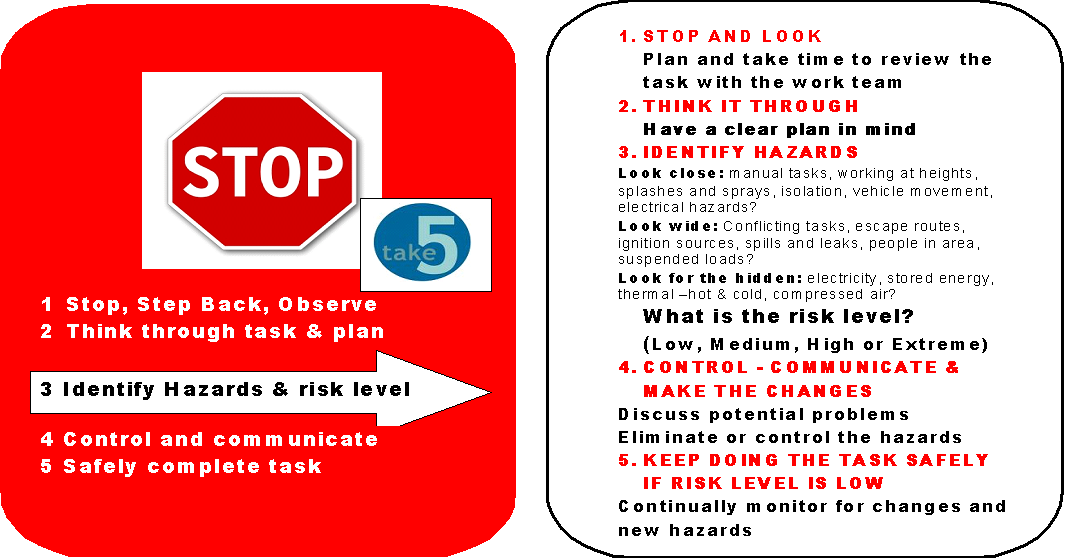 STOP
take 5
1 Stop, Step Back, Observe
2 Think through task & plan
3 Identify Hazards & risk level
4 Control and communicate
5 Safely complete task
1. STOP AND LOOK
Plan and take time to review the
task with the work team
2. THINK IT THROUGH
Have a clear plan in mind
3. IDENTIFY HAZARDS
Look close: manual tasks, working at heights,
splashes and sprays, isolation, vehicle movement,
electrical hazards?
Look wide: Conflicting tasks, escape routes,
ignition sources, spills and leaks, people in area,
suspended loads?
Look for the hidden: electricity, stored energy,
thermal –hot & cold, compressed air?
What is the risk level?
(Low, Medium, High or Extreme)
4. CONTROL - COMMUNICATE &
MAKE THE CHANGES
Discuss potential problems
Eliminate or control the hazards
5. KEEP DOING THE TASK SAFELY
IF RISK LEVEL IS LOW
Continually monitor for changes and
new hazards